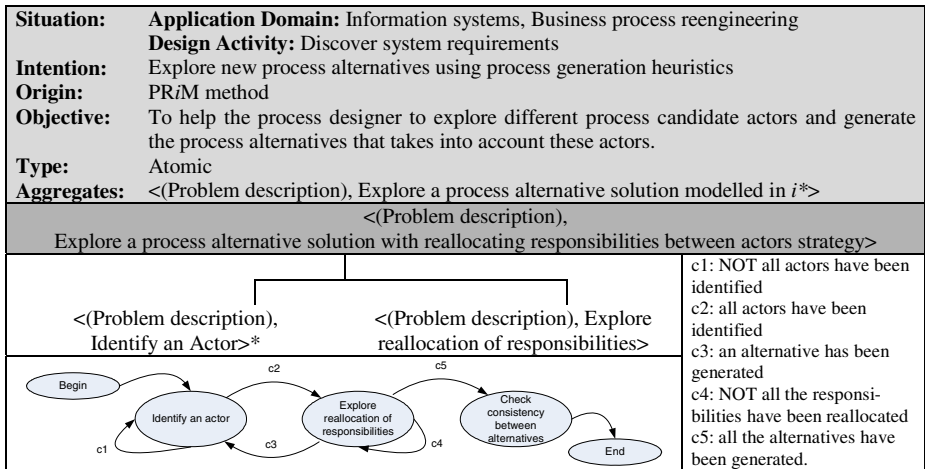 Situation: Application Domain: Information systems, Business process reengineering
Design Activity: Discover system requirements
Intention: Explore new process alternatives using process generation heuristics
Origin: PRiM method
Objective: To help the process designer to explore different process candidate actors and generate
the process alternatives that takes into account these actors.
Type: Atomic
Aggregates: <(Problem description), Explore a process alternative solution modelled in i*>
<(Problem description),
Explore a process alternative solution with reallocating responsibilities between actors strategy>
<(Problem description),
Identify an Actor>*
<(Problem description), Explore
reallocation of responsibilities>
c1: NOT all actors have been
identified
c2: all actors have been
identified
c3: an alternative has been
generated
c4: NOT all the responsi-
bilities have been reallocated
c5: all the alternatives have
been generated.
Begin
c2
c5
Identify an actor
Explore
reallocation of
responsibilities
Check
consistency
between
alternatives
c1
c3
c4
End